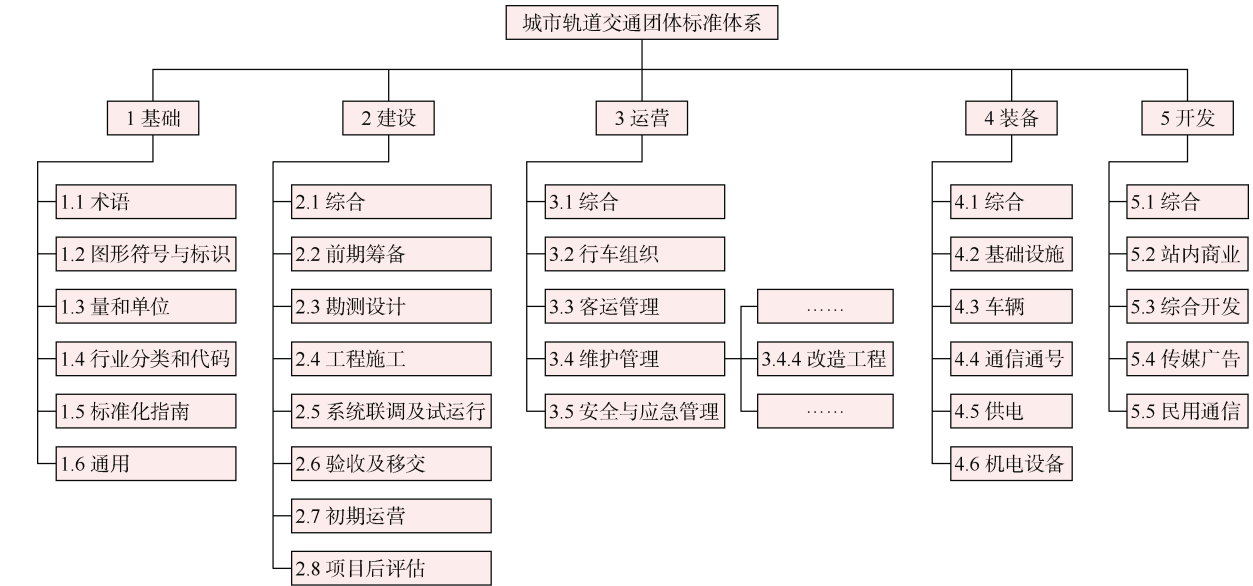 城市轨道交通团体标准体系
1 基础
1.1 术语
1.2 图形符号与标识
1.3 量和单位
1.4 行业分类和代码
1.5 标准化指南
1.6 通用
2 建设
2.1 综合
2.2 前期筹备
2.3 勘测设计
2.4 工程施工
2.5 系统联调及试运行
2.6 验收及移交
2.7 初期运营
2.8 项目后评估
3 运营
3.1 综合
3.2 行车组织
3.3 客运管理
3.4 维护管理
3.5 安全与应急管理
……
3.4.4 改造工程
……
4 装备
4.1 综合
4.2 基础设施
4.3 车辆
4.4 通信通号
4.5 供电
4.6 机电设备
5 开发
5.1 综合
5.2 站内商业
5.3 综合开发
5.4 传媒广告
5.5 民用通信